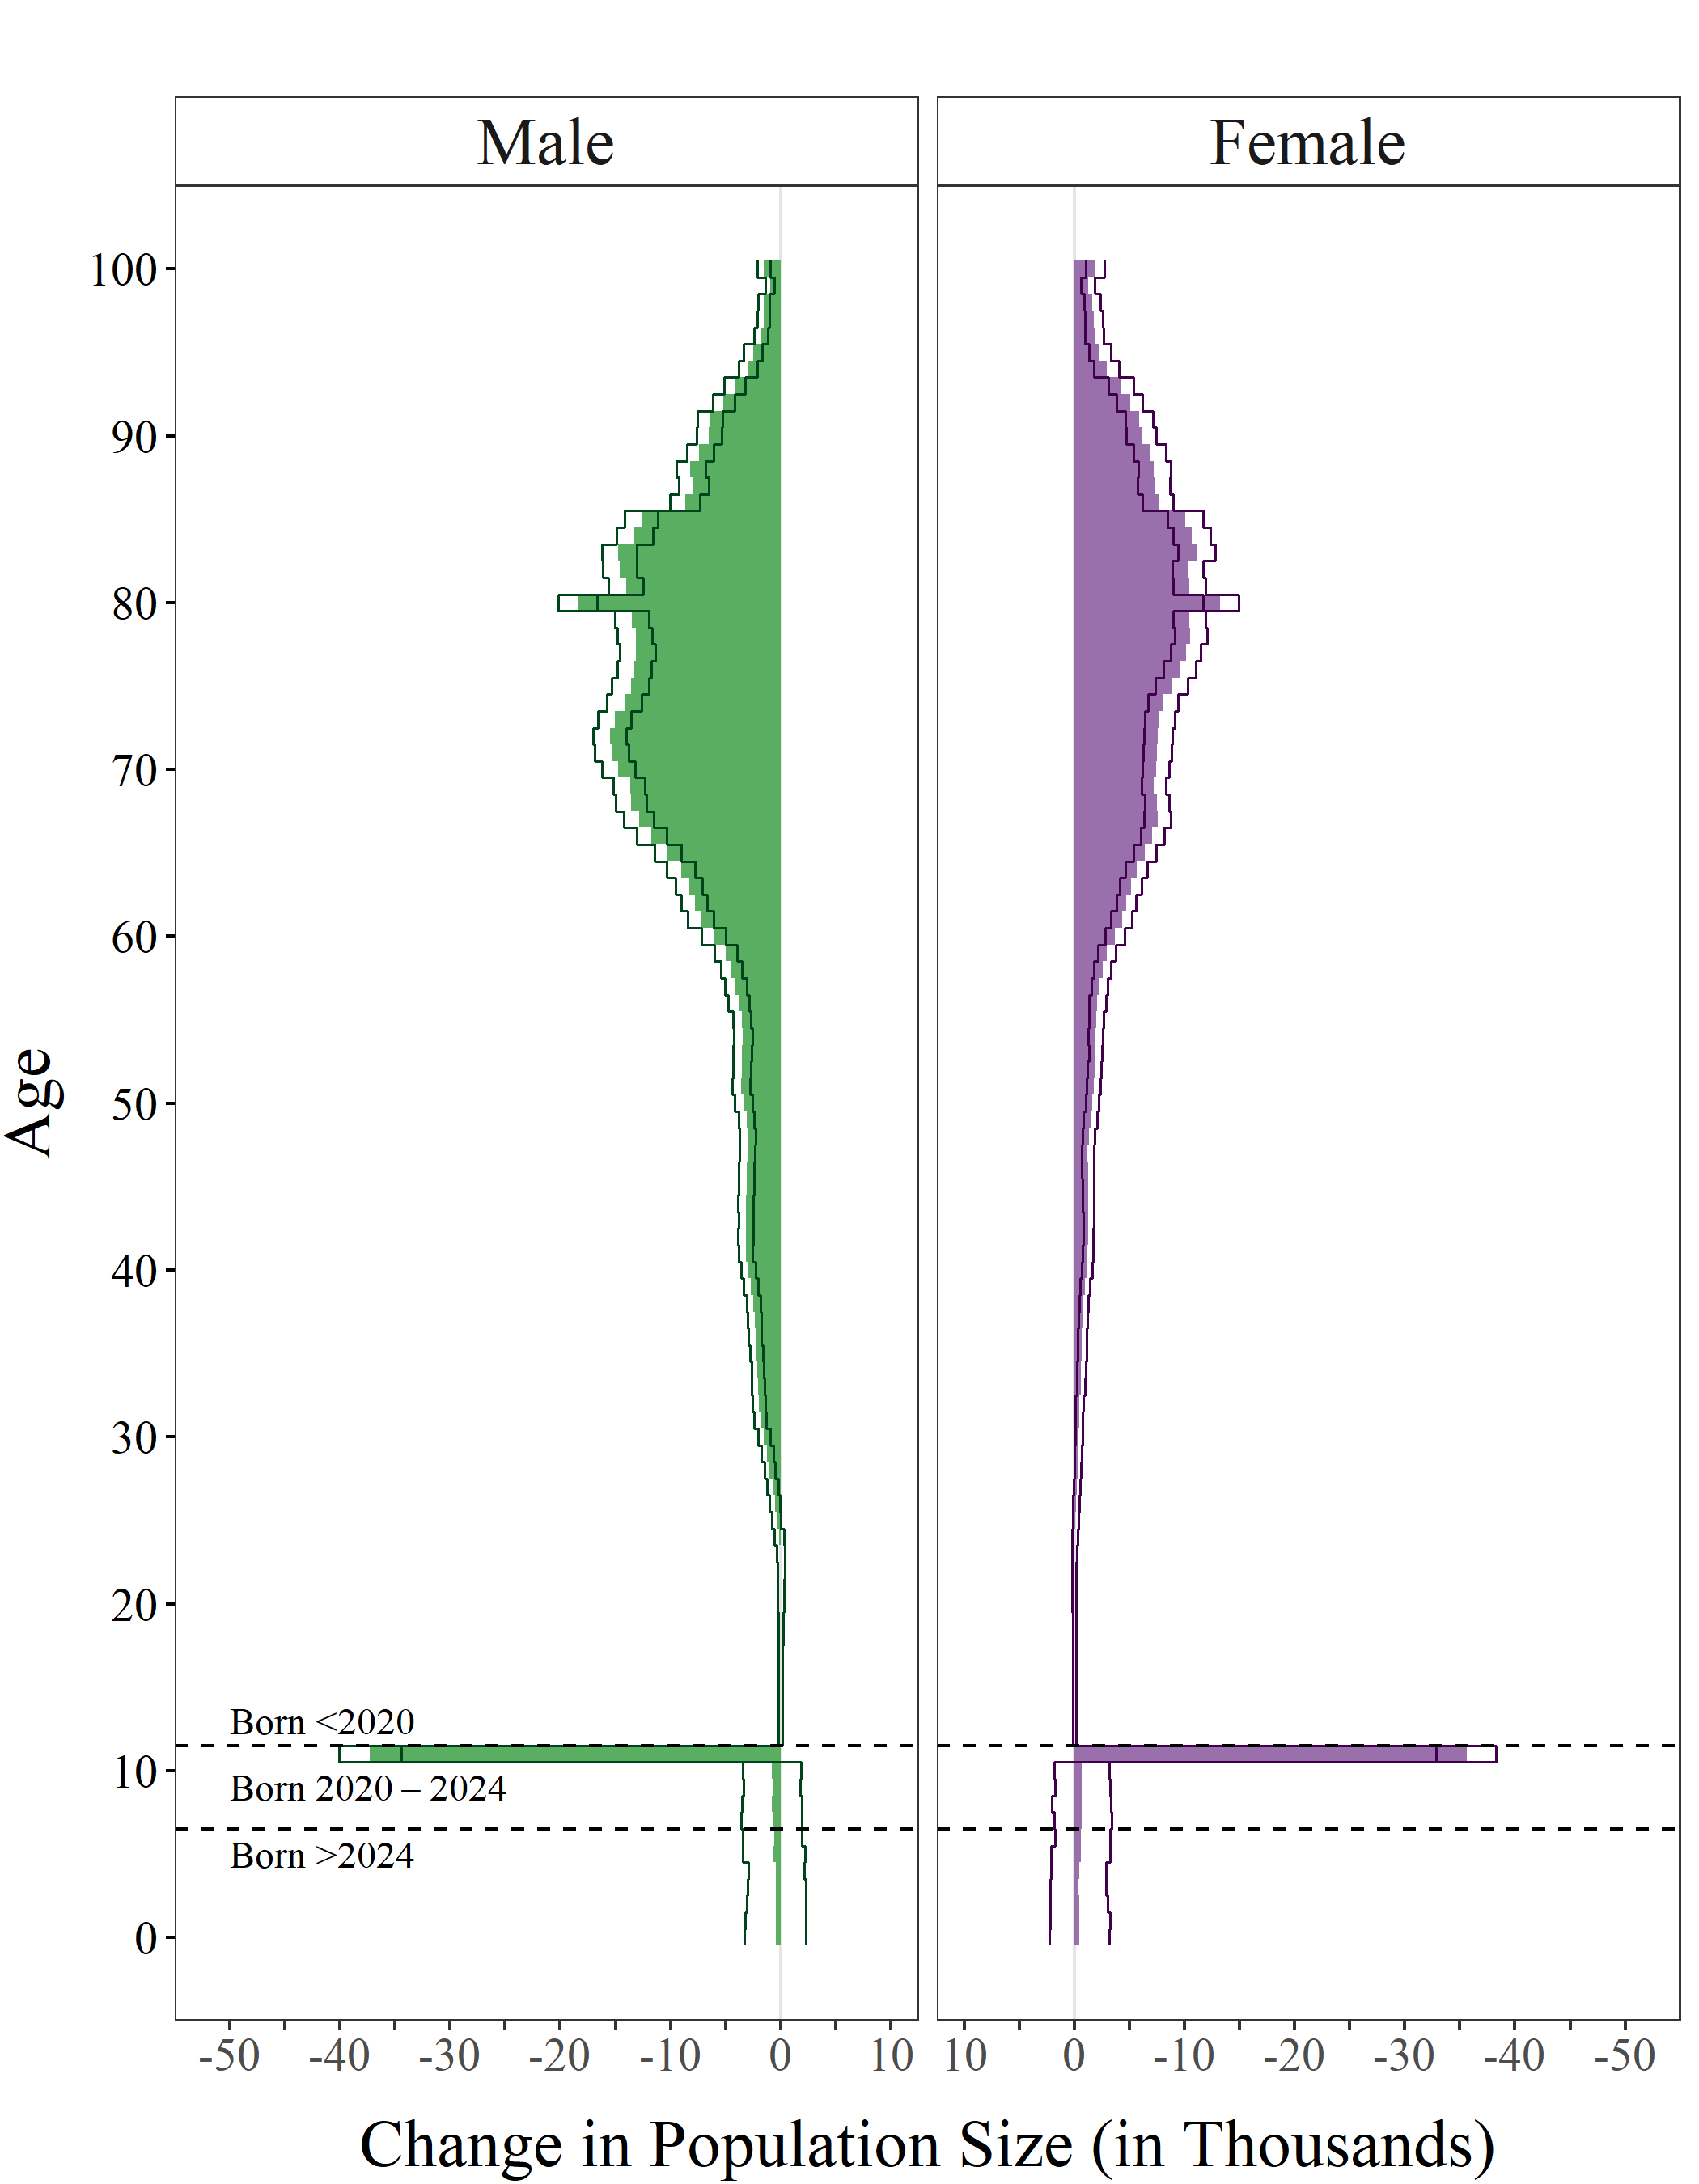 Male
Female
100
90
80
70
60
50
40
30
20
10
0
Age
Born <2020
Born 2020 – 2024
Born >2024
-50 -40 -30 -20 -10 0 10
10 0 -10 -20 -30 -40 -50
Change in Population Size (in Thousands)